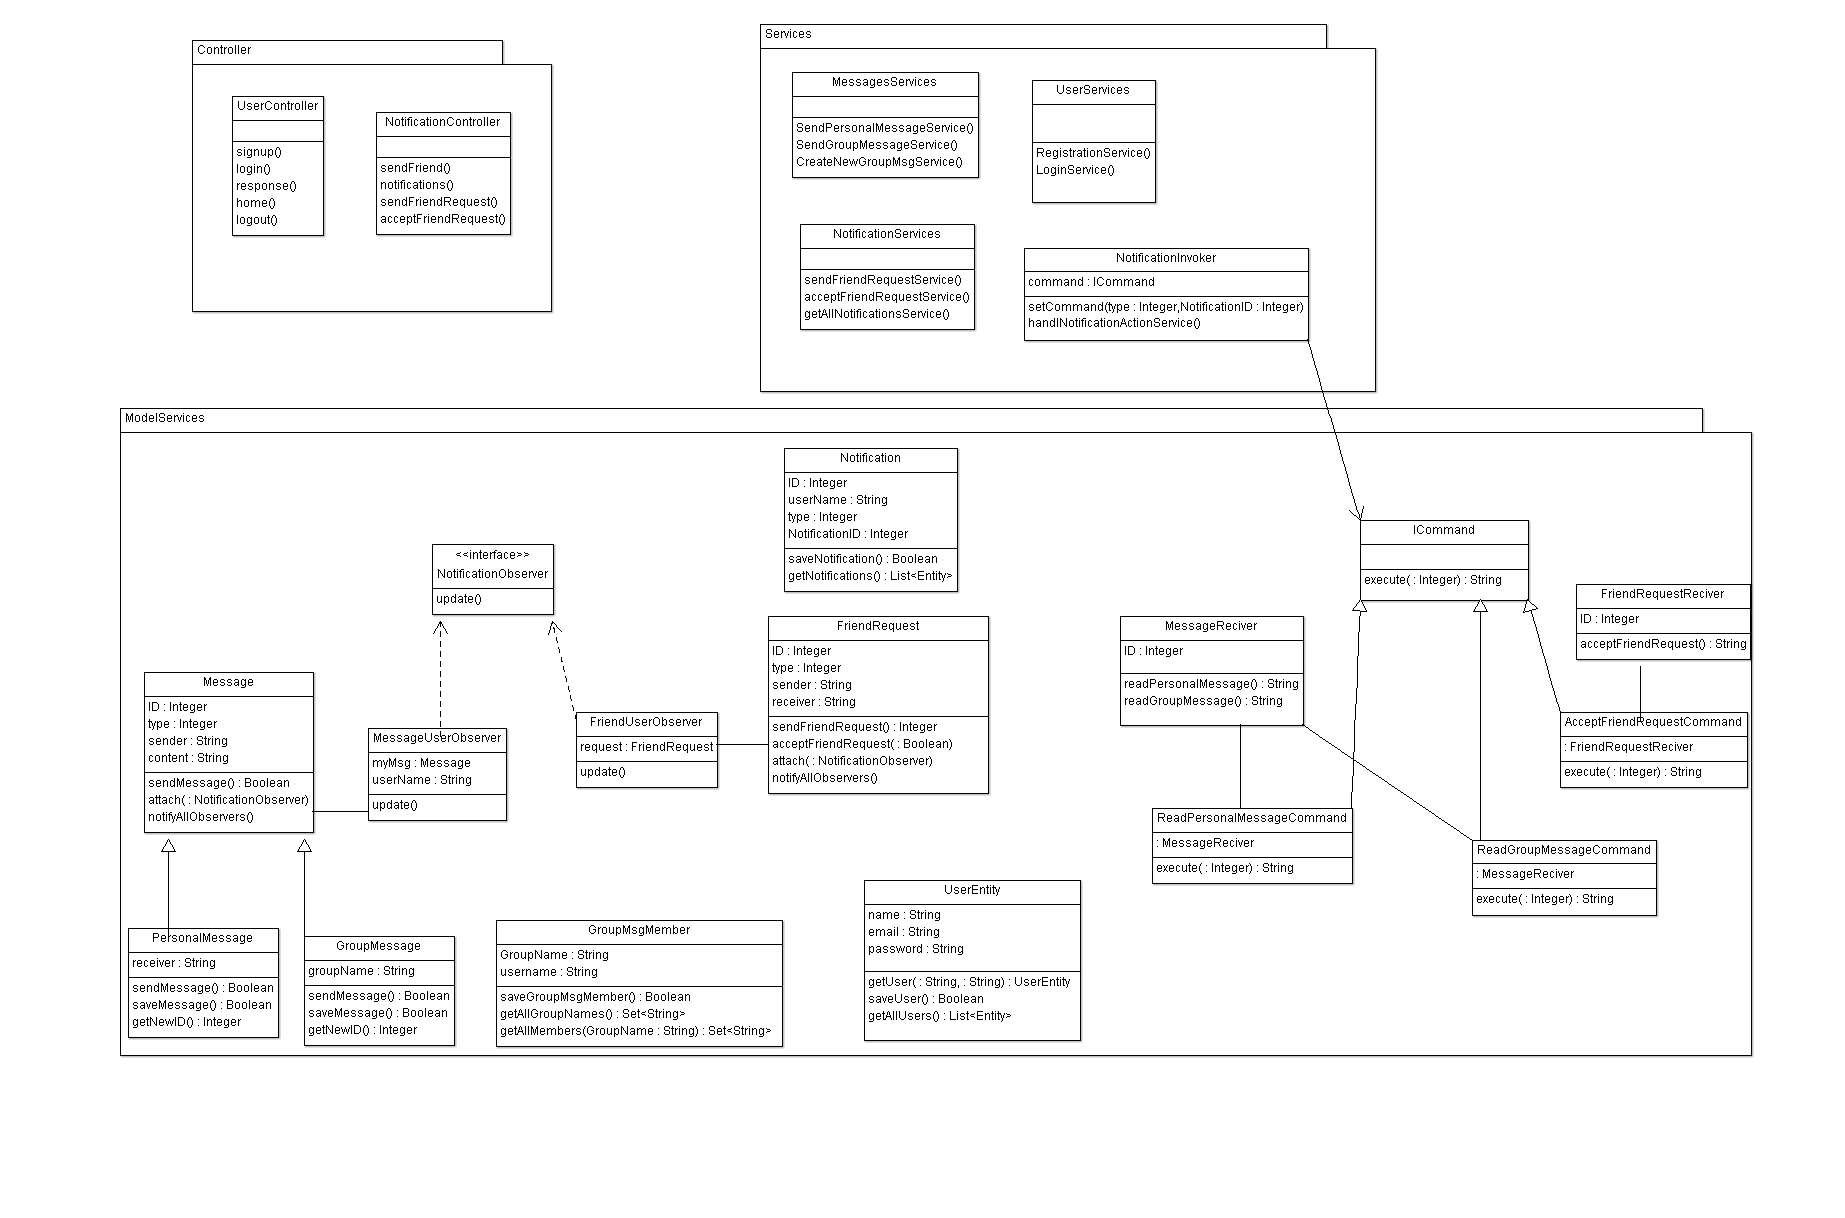 Controller
UserController
signup()
login()
response()
home()
logout()
NotificationController
sendFriend()
notifications()
sendFriendRequest()
acceptFriendRequest()
Services
MessagesServices
SendPersonalMessageService()
SendGroupMessageService()
CreateNewGroupMsgService()
UserServices
RegistrationService()
LoginService()
NotificationServices
sendFriendRequestService()
acceptFriendRequestService()
getAllNotificationsService()
NotificationInvoker
command : ICommand
setCommand(type : Integer,NotificationID : Integer)
handlNotificationActionService()
ModelServices
Notification
ID : Integer
userName : String
type : Integer
NotificationID : Integer
saveNotification() : Boolean
getNotifications() : List<Entity>
<<interface>>
NotificationObserver
update()
ICommand
execute( : Integer) : String
FriendRequestReciver
ID : Integer
acceptFriendRequest() : String
FriendRequest
ID : Integer
type : Integer
sender : String
receiver : String
sendFriendRequest() : Integer
acceptFriendRequest( : Boolean)
attach( : NotificationObserver)
notifyAllObservers()
MessageReciver
ID : Integer
readPersonalMessage() : String
readGroupMessage() : String
Message
ID : Integer
type : Integer
sender : String
content : String
sendMessage() : Boolean
attach( : NotificationObserver)
notifyAllObservers()
MessageUserObserver
myMsg : Message
userName : String
update()
FriendUserObserver
request : FriendRequest
update()
AcceptFriendRequestCommand
: FriendRequestReciver
execute( : Integer) : String
ReadPersonalMessageCommand
: MessageReciver
execute( : Integer) : String
ReadGroupMessageCommand
: MessageReciver
execute( : Integer) : String
PersonalMessage
receiver : String
sendMessage() : Boolean
saveMessage() : Boolean
getNewID() : Integer
GroupMessage
groupName : String
sendMessage() : Boolean
saveMessage() : Boolean
getNewID() : Integer
GroupMsgMember
GroupName : String
username : String
saveGroupMsgMember() : Boolean
getAllGroupNames() : Set<String>
getAllMembers(GroupName : String) : Set<String>
UserEntity
name : String
email : String
password : String
getUser( : String, : String) : UserEntity
saveUser() : Boolean
getAllUsers() : List<Entity>